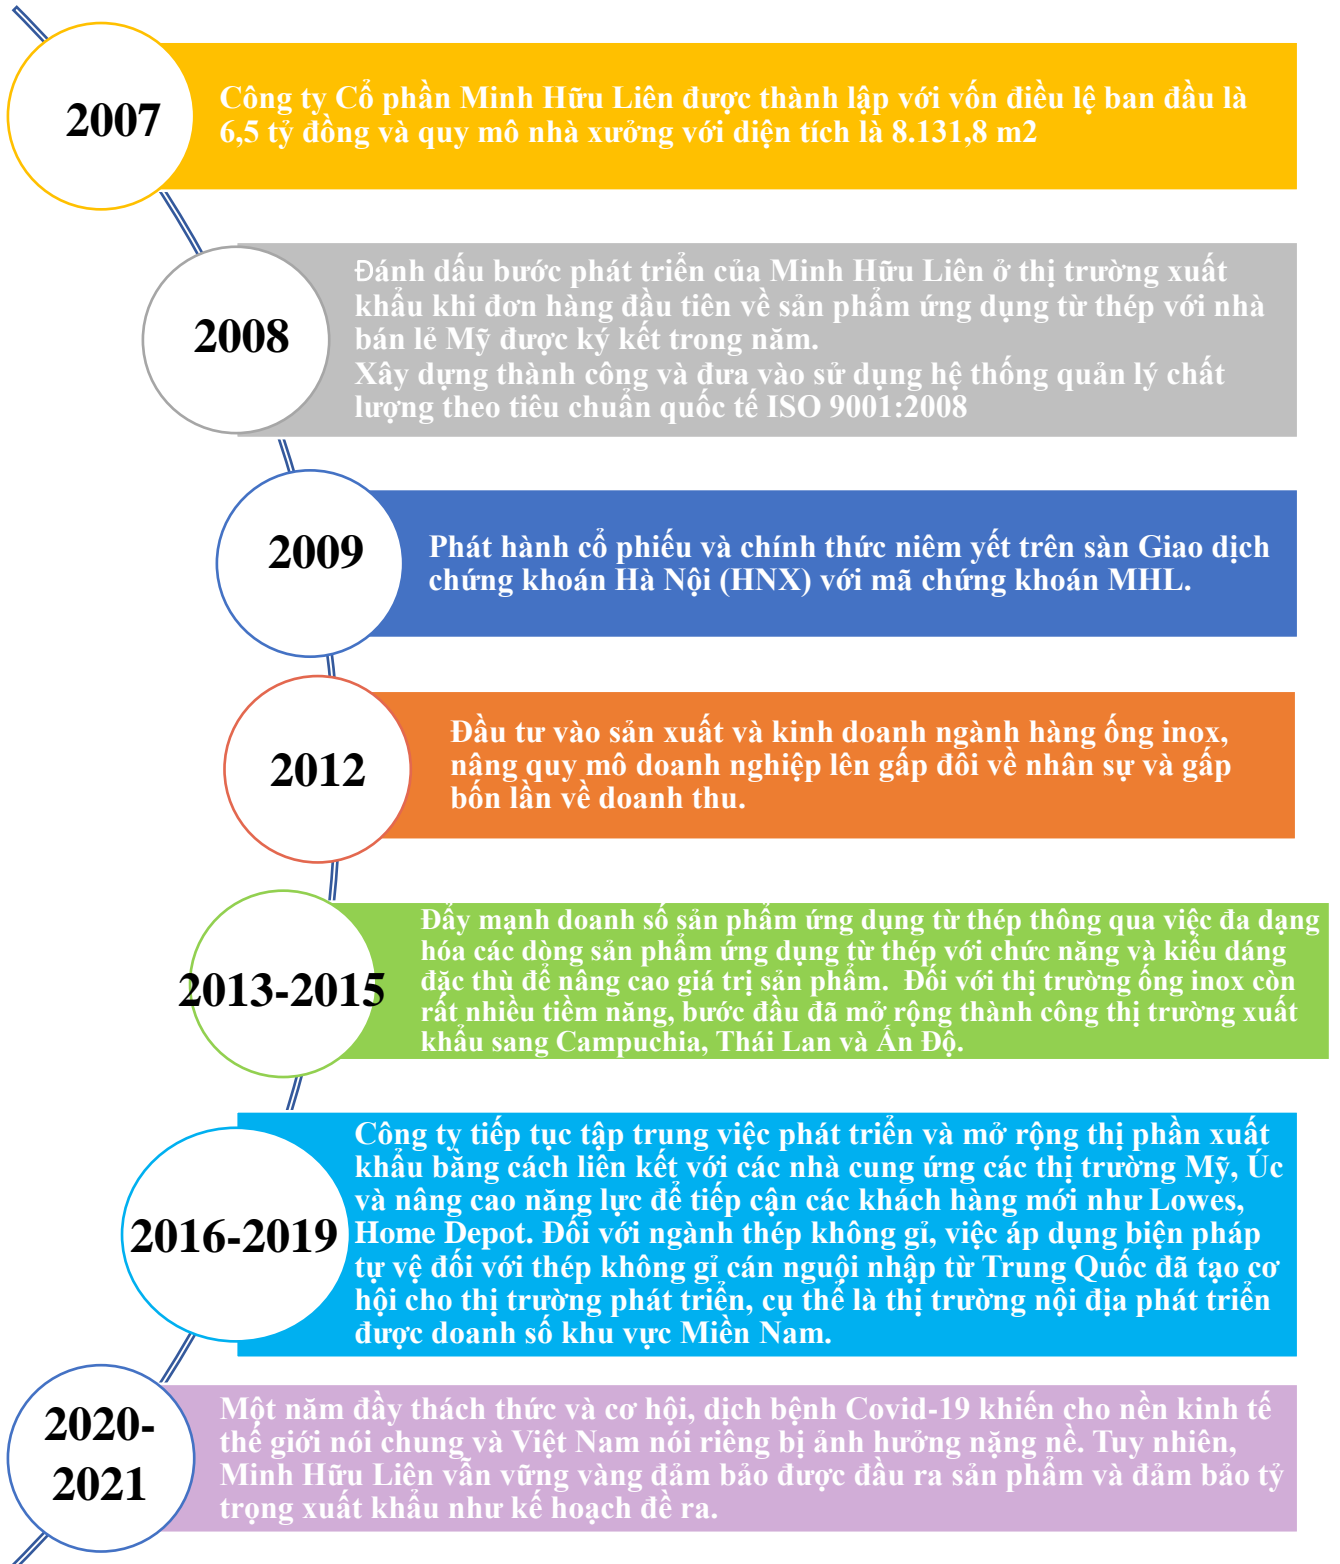 2007
Công ty Cổ phần Minh Hữu Liên được thành lập với vốn điều lệ ban đầu là
6,5 tỷ đồng và quy mô nhà xưởng với diện tích là 8.131,8 m2
2008
Đánh dấu bước phát triển của Minh Hữu Liên ở thị trường xuất
khẩu khi đơn hàng đầu tiên về sản phẩm ứng dụng từ thép với nhà
bán lẻ Mỹ được ký kết trong năm.
Xây dựng thành công và đưa vào sử dụng hệ thống quản lý chất
lượng theo tiêu chuẩn quốc tế ISO 9001:2008
2009
Phát hành cổ phiếu và chính thức niêm yết trên sàn Giao dịch
chứng khoán Hà Nội (HNX) với mã chứng khoán MHL.
2012
Đầu tư vào sản xuất và kinh doanh ngành hàng ống inox,
nâng quy mô doanh nghiệp lên gấp đôi về nhân sự và gấp
bốn lần về doanh thu.
2013-2015
Đẩy mạnh doanh số sản phẩm ứng dụng từ thép thông qua việc đa dạng
hóa các dòng sản phẩm ứng dụng từ thép với chức năng và kiểu dáng
đặc thù để nâng cao giá trị sản phẩm.  Đối với thị trường ống inox còn
rất nhiều tiềm năng, bước đầu đã mở rộng thành công thị trường xuất
khẩu sang Campuchia, Thái Lan và Ấn Độ.
2016-2019
Công ty tiếp tục tập trung việc phát triển và mở rộng thị phần xuất
khẩu bằng cách liên kết với các nhà cung ứng các thị trường Mỹ, Úc
và nâng cao năng lực để tiếp cận các khách hàng mới như Lowes,
Home Depot. Đối với ngành thép không gỉ, việc áp dụng biện pháp
tự vệ đối với thép không gỉ cán nguội nhập từ Trung Quốc đã tạo cơ
hội cho thị trường phát triển, cụ thể là thị trường nội địa phát triển
được doanh số khu vực Miền Nam.
2020-
2021
Một năm đầy thách thức và cơ hội, dịch bệnh Covid-19 khiến cho nền kinh tế
thế giới nói chung và Việt Nam nói riêng bị ảnh hưởng nặng nề. Tuy nhiên,
Minh Hữu Liên vẫn vững vàng đảm bảo được đầu ra sản phẩm và đảm bảo tỷ
trọng xuất khẩu như kế hoạch đề ra.